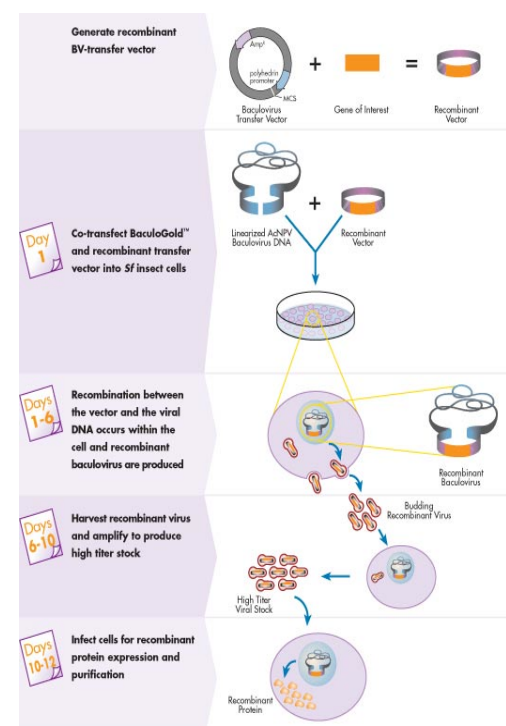 Generate recombinant
BV-transfer vector
Ampr
polyhedrin
promoter
MCS
+
=
Baculovirus
Transfer Vector
Gene of Interest
Recombinant
Vector
Day
1
Co-transfect BaculoGold™
and recombinant transfer
vector into Sf insect cells
+
Linearized AcNPV
Baculovirus DNA
Recombinant
Vector
Days
1-6
Recombination between
the vector and the viral
DNA occurs within the
cell and recombinant
baculovirus are produced
Recombinant
Baculovirus
Days
6-10
Harvest recombinant virus
and amplify to produce
high titer stock
Budding
Recombinant Virus
High Titer
Viral Stock
Days
10-12
Infect cells for recombinant
protein expression and
purification
Recombinant
Protein